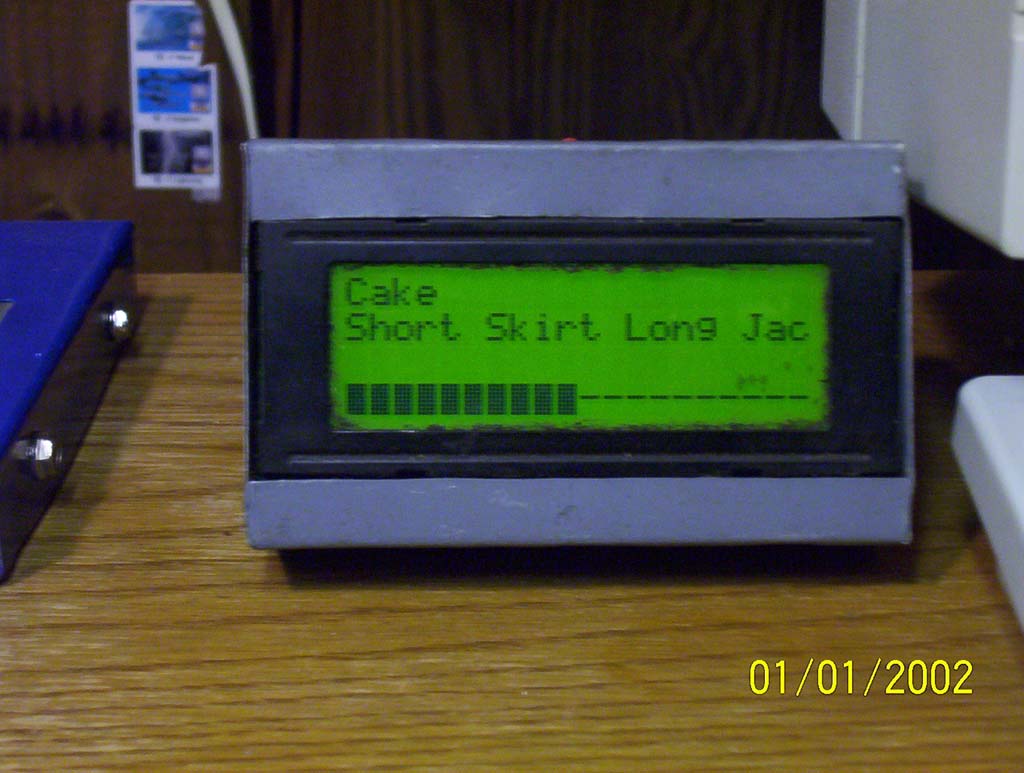 Cake
Short Skirt Long Jac
01/01/2002